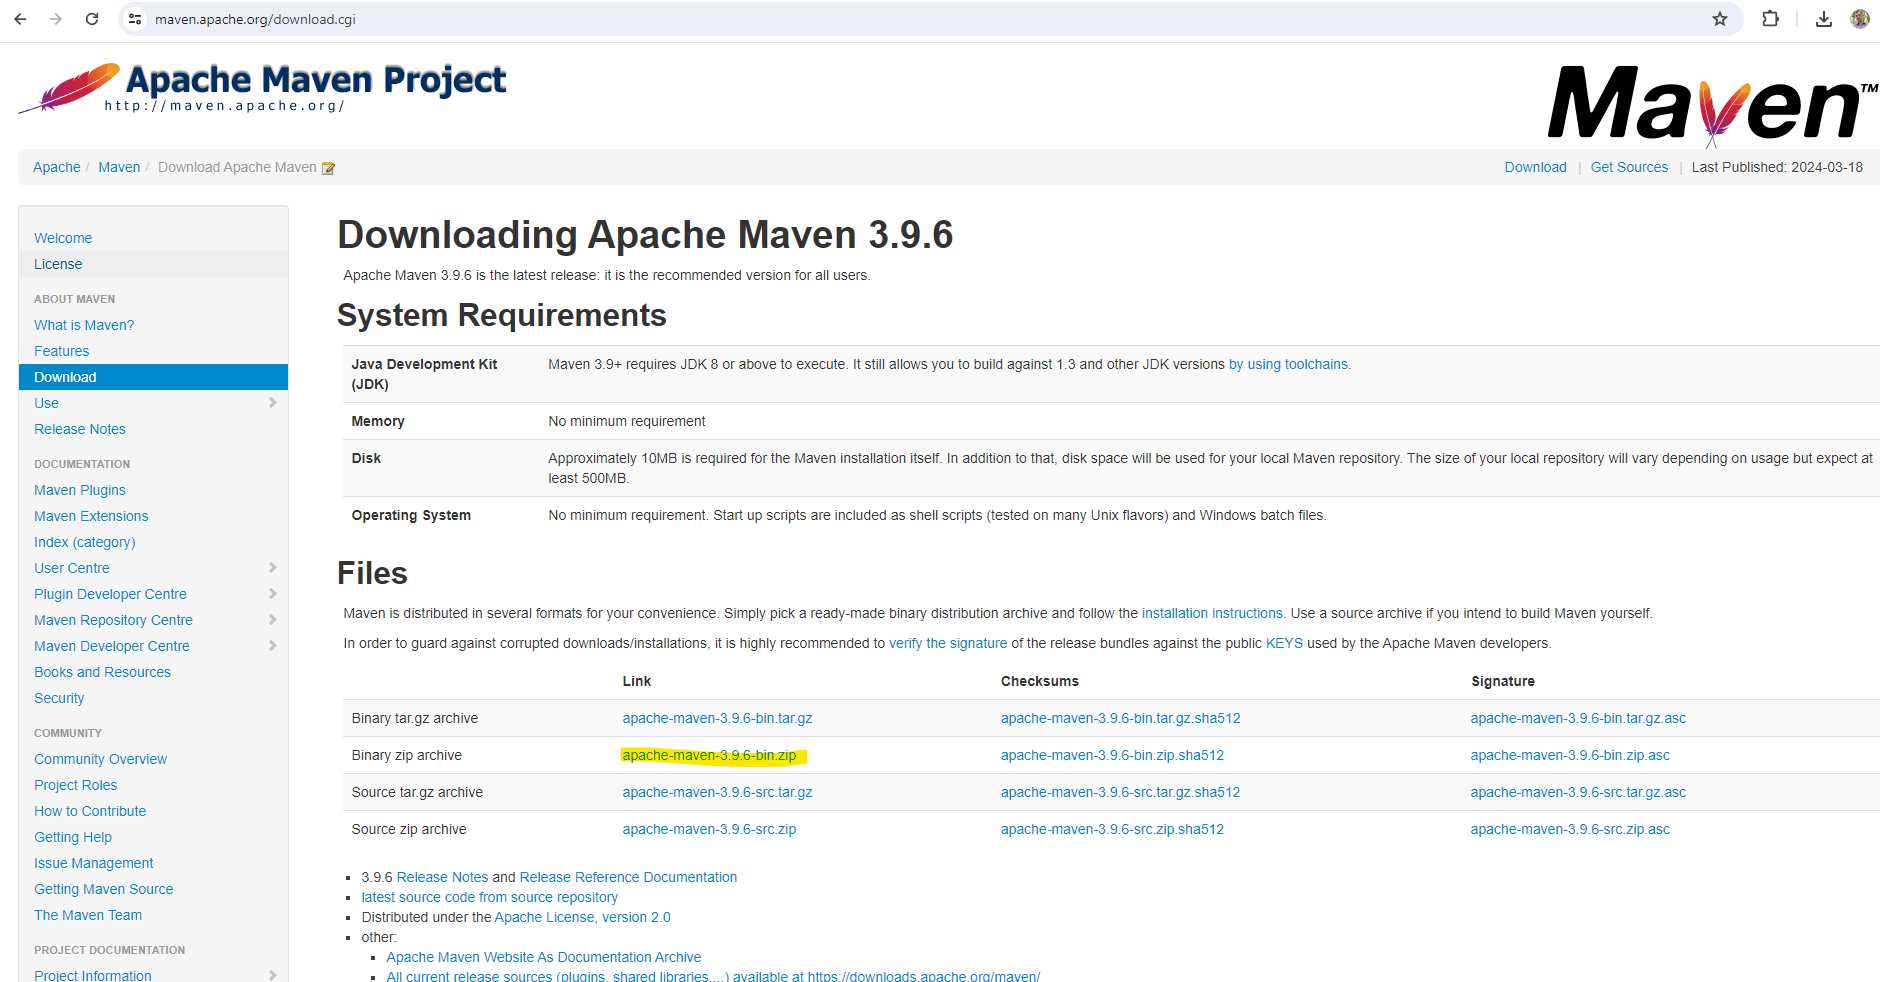 maven.apache.org/download.cgi
Apache Maven Project
http://maven.apache.org/
Maven™
Apache / Maven / Download Apache Maven
Download | Get Sources | Last Published: 2024-03-18
Welcome
License
ABOUT MAVEN
What is Maven?
Features
Download
Use
Release Notes
DOCUMENTATION
Maven Plugins
Maven Extensions
Index (category)
User Centre
Plugin Developer Centre
Maven Repository Centre
Maven Developer Centre
Books and Resources
Security
COMMUNITY
Community Overview
Project Roles
How to Contribute
Getting Help
Issue Management
Getting Maven Source
The Maven Team
PROJECT DOCUMENTATION
Project Information
Downloading Apache Maven 3.9.6
Apache Maven 3.9.6 is the latest release: it is the recommended version for all users.
System Requirements
Java Development Kit (JDK) Maven 3.9+ requires JDK 8 or above to execute. It still allows you to build against 1.3 and other JDK versions by using toolchains.
Memory No minimum requirement
Disk Approximately 10MB is required for the Maven installation itself. In addition to that, disk space will be used for your local Maven repository. The size of your local repository will vary depending on usage but expect at
least 500MB.
Operating System No minimum requirement. Start up scripts are included as shell scripts (tested on many Unix flavors) and Windows batch files.
Files
Maven is distributed in several formats for your convenience. Simply pick a ready-made binary distribution archive and follow the installation instructions. Use a source archive if you intend to build Maven yourself.
In order to guard against corrupted downloads/installations, it is highly recommended to verify the signature of the release bundles against the public KEYS used by the Apache Maven developers.
Link Checksums Signature
Binary tar.gz archive apache-maven-3.9.6-bin.tar.gz apache-maven-3.9.6-bin.tar.gz.sha512 apache-maven-3.9.6-bin.tar.gz.asc
Binary zip archive apache-maven-3.9.6-bin.zip apache-maven-3.9.6-bin.zip.sha512 apache-maven-3.9.6-bin.zip.asc
Source tar.gz archive apache-maven-3.9.6-src.tar.gz apache-maven-3.9.6-src.tar.gz.sha512 apache-maven-3.9.6-src.tar.gz.asc
Source zip archive apache-maven-3.9.6-src.zip apache-maven-3.9.6-src.zip.sha512 apache-maven-3.9.6-src.zip.asc
3.9.6 Release Notes and Release Reference Documentation
latest source code from source repository
Distributed under the Apache License, version 2.0
other:
Apache Maven Website As Documentation Archive
All current release sources (plugins, shared libraries,...) available at https://downloads.apache.org/maven/